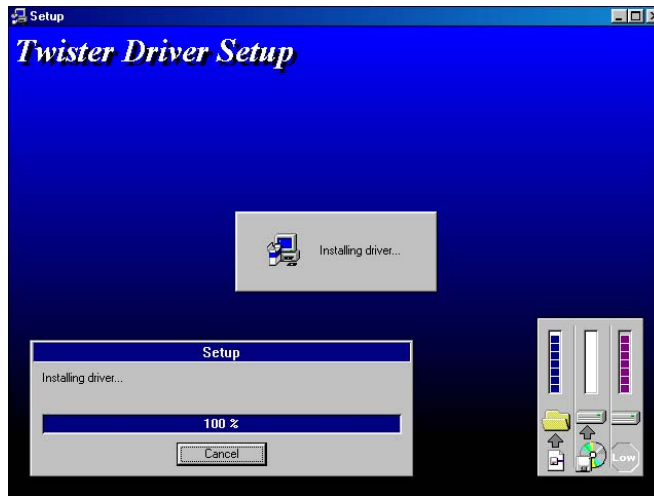 Setup
Twister Driver Setup
Installing driver...
Setup
Installing driver...
100 %
Cancel
Low